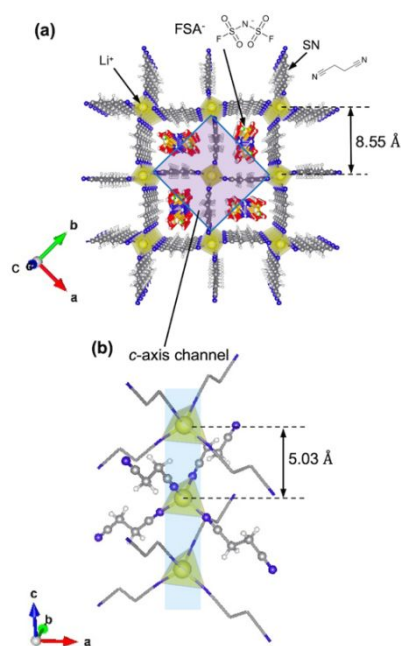 (a)
FSA⁻
O O
N⁻
S S
F O O F
SN
N
N
Li⁺
8.55 Å
b
c
a
c-axis channel
(b)
5.03 Å
c
b
a